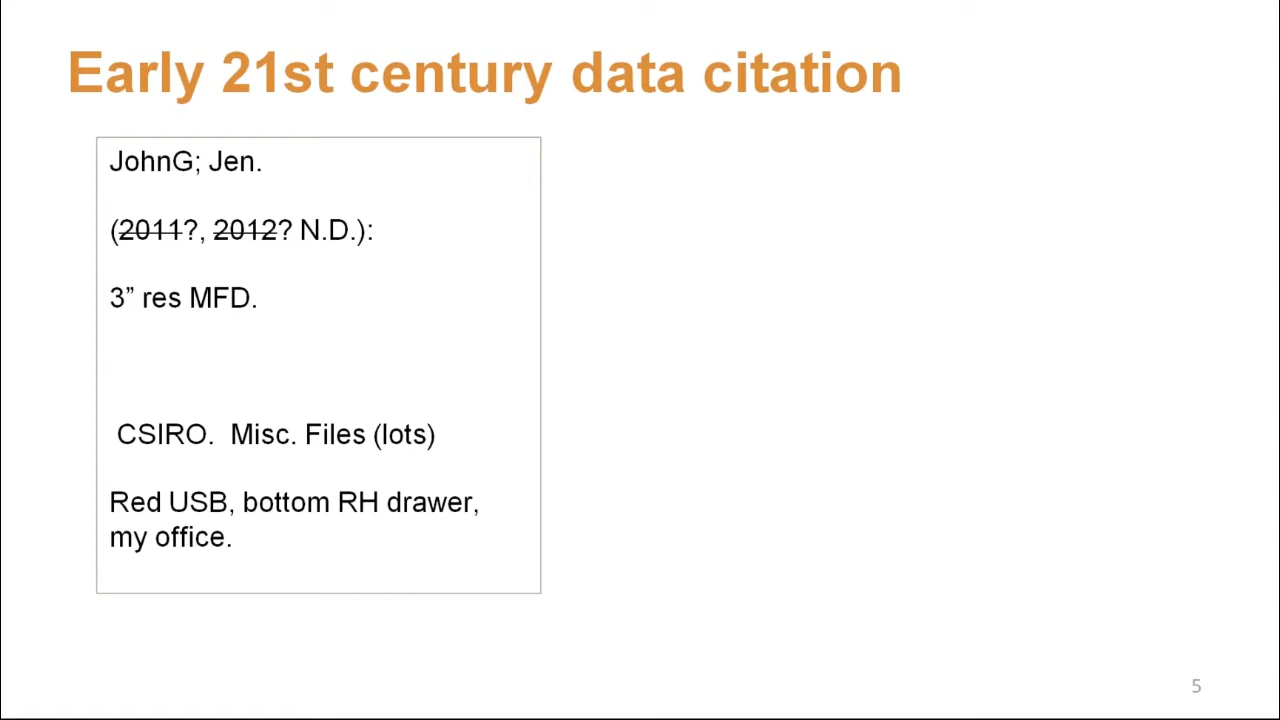 Early 21st century data citation
JohnG; Jen.
(2011?, 2012? N.D.):
3” res MFD.
CSIRO.  Misc. Files (lots)
Red USB, bottom RH drawer,
my office.
5